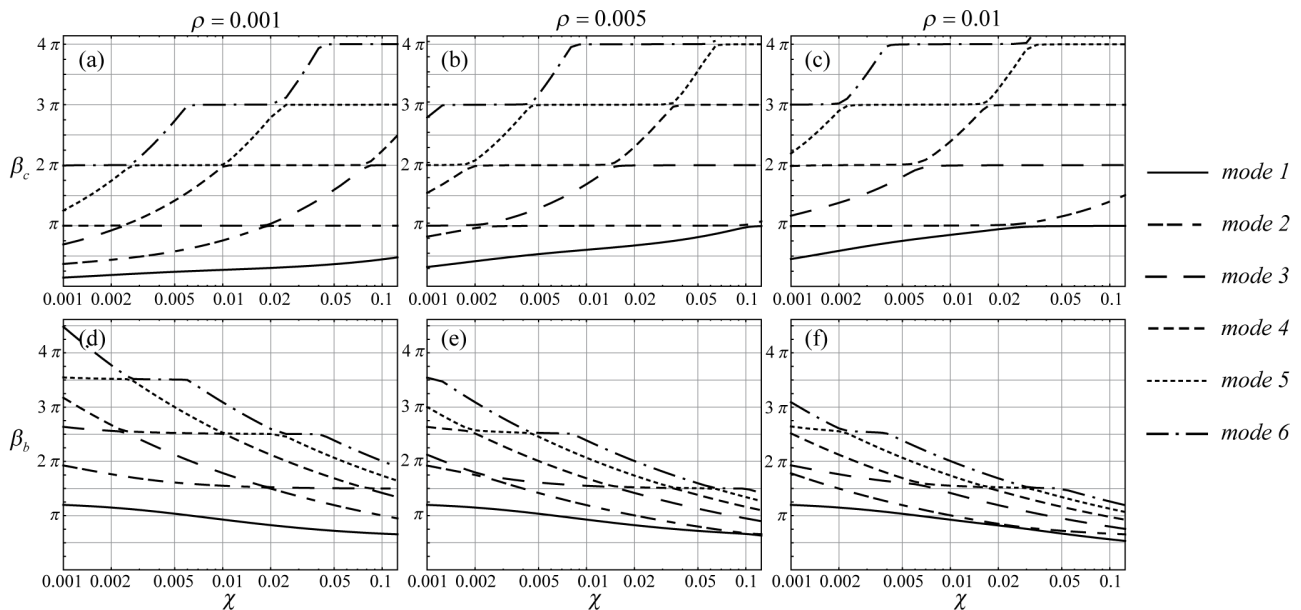 ρ = 0.001 ρ = 0.005 ρ = 0.01
4 π 4 π 4 π
(a) (b) (c)
3 π 3 π 3 π
β_c 2 π 2 π 2 π
π π π
0.001 0.002 0.005 0.01 0.02 0.05 0.1 0.001 0.002 0.005 0.01 0.02 0.05 0.1 0.001 0.002 0.005 0.01 0.02 0.05 0.1
(d) (e) (f)
4 π 4 π 4 π
3 π 3 π 3 π
β_b 2 π 2 π 2 π
π π π
0.001 0.002 0.005 0.01 0.02 0.05 0.1 0.001 0.002 0.005 0.01 0.02 0.05 0.1 0.001 0.002 0.005 0.01 0.02 0.05 0.1
χ χ χ
mode 1
mode 2
mode 3
mode 4
mode 5
mode 6